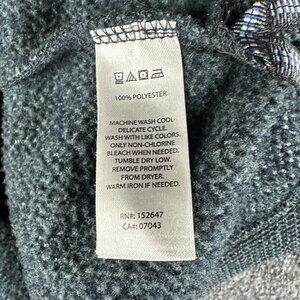 100% POLYESTER
MACHINE WASH COOL
DELICATE CYCLE.
WASH WITH LIKE COLORS.
ONLY NON-CHLORINE
BLEACH WHEN NEEDED.
TUMBLE DRY LOW.
REMOVE PROMPTLY
FROM DRYER.
WARM IRON IF NEEDED.
RN#: 152647
CA#: 07043